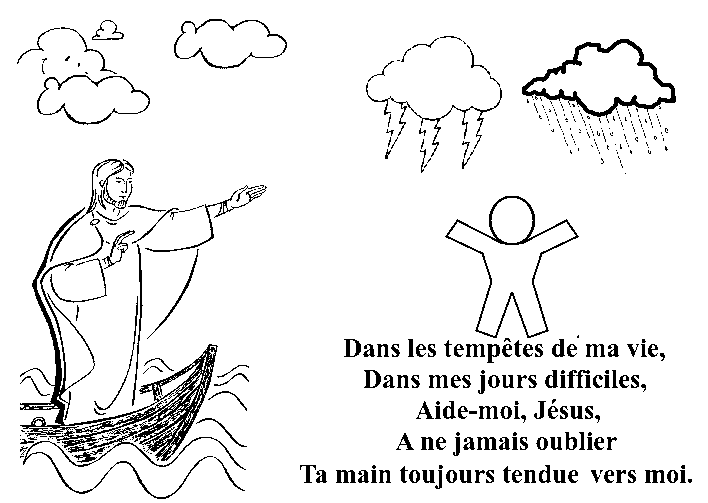 Dans les tempêtes de ma vie,
Dans mes jours difficiles,
Aide-moi, Jésus,
A ne jamais oublier
Ta main toujours tendue vers moi.